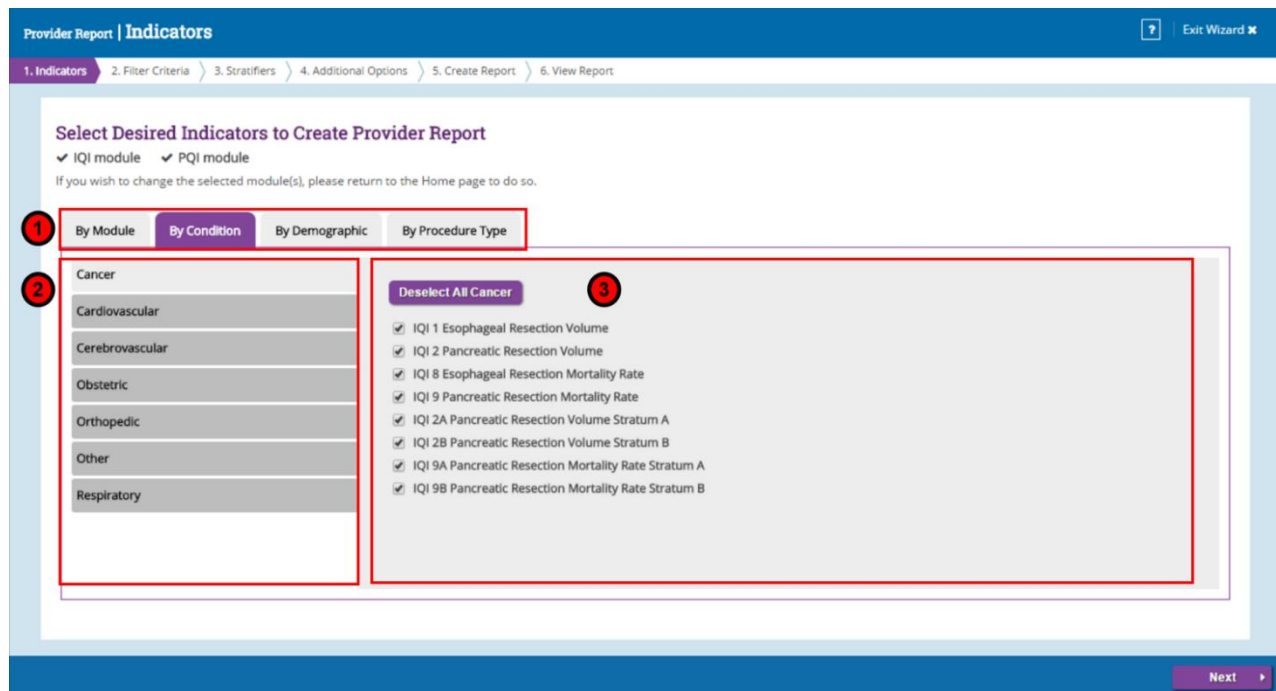 Provider Report | Indicators
? Exit Wizard ✖
1. Indicators 2. Filter Criteria 3. Stratifiers 4. Additional Options 5. Create Report 6. View Report
Select Desired Indicators to Create Provider Report
✔ IQI module ✔ PQI module
If you wish to change the selected module(s), please return to the Home page to do so.
1 By Module By Condition By Demographic By Procedure Type
2
Cancer
Cardiovascular
Cerebrovascular
Obstetric
Orthopedic
Other
Respiratory
Deselect All Cancer 3
IQI 1 Esophageal Resection Volume
IQI 2 Pancreatic Resection Volume
IQI 8 Esophageal Resection Mortality Rate
IQI 9 Pancreatic Resection Mortality Rate
IQI 2A Pancreatic Resection Volume Stratum A
IQI 2B Pancreatic Resection Volume Stratum B
IQI 9A Pancreatic Resection Mortality Rate Stratum A
IQI 9B Pancreatic Resection Mortality Rate Stratum B
Next